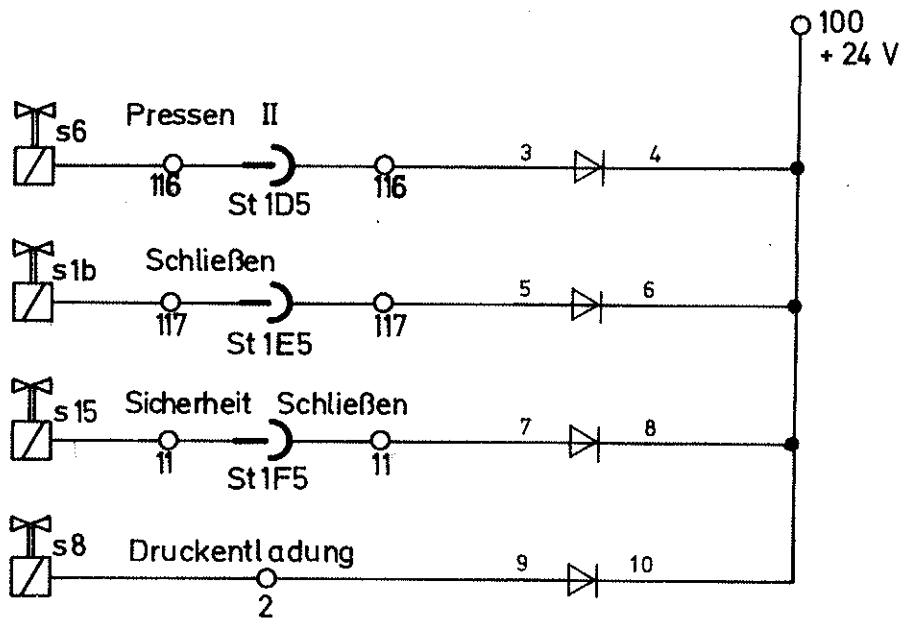 100
+ 24 V
s6 Pressen II
3 4
116 116
St 1D5
s1b Schließen
5 6
117 117
St 1E5
s15 Sicherheit Schließen
7 8
11 11
St 1F5
s8 Druckentladung
9 10
2